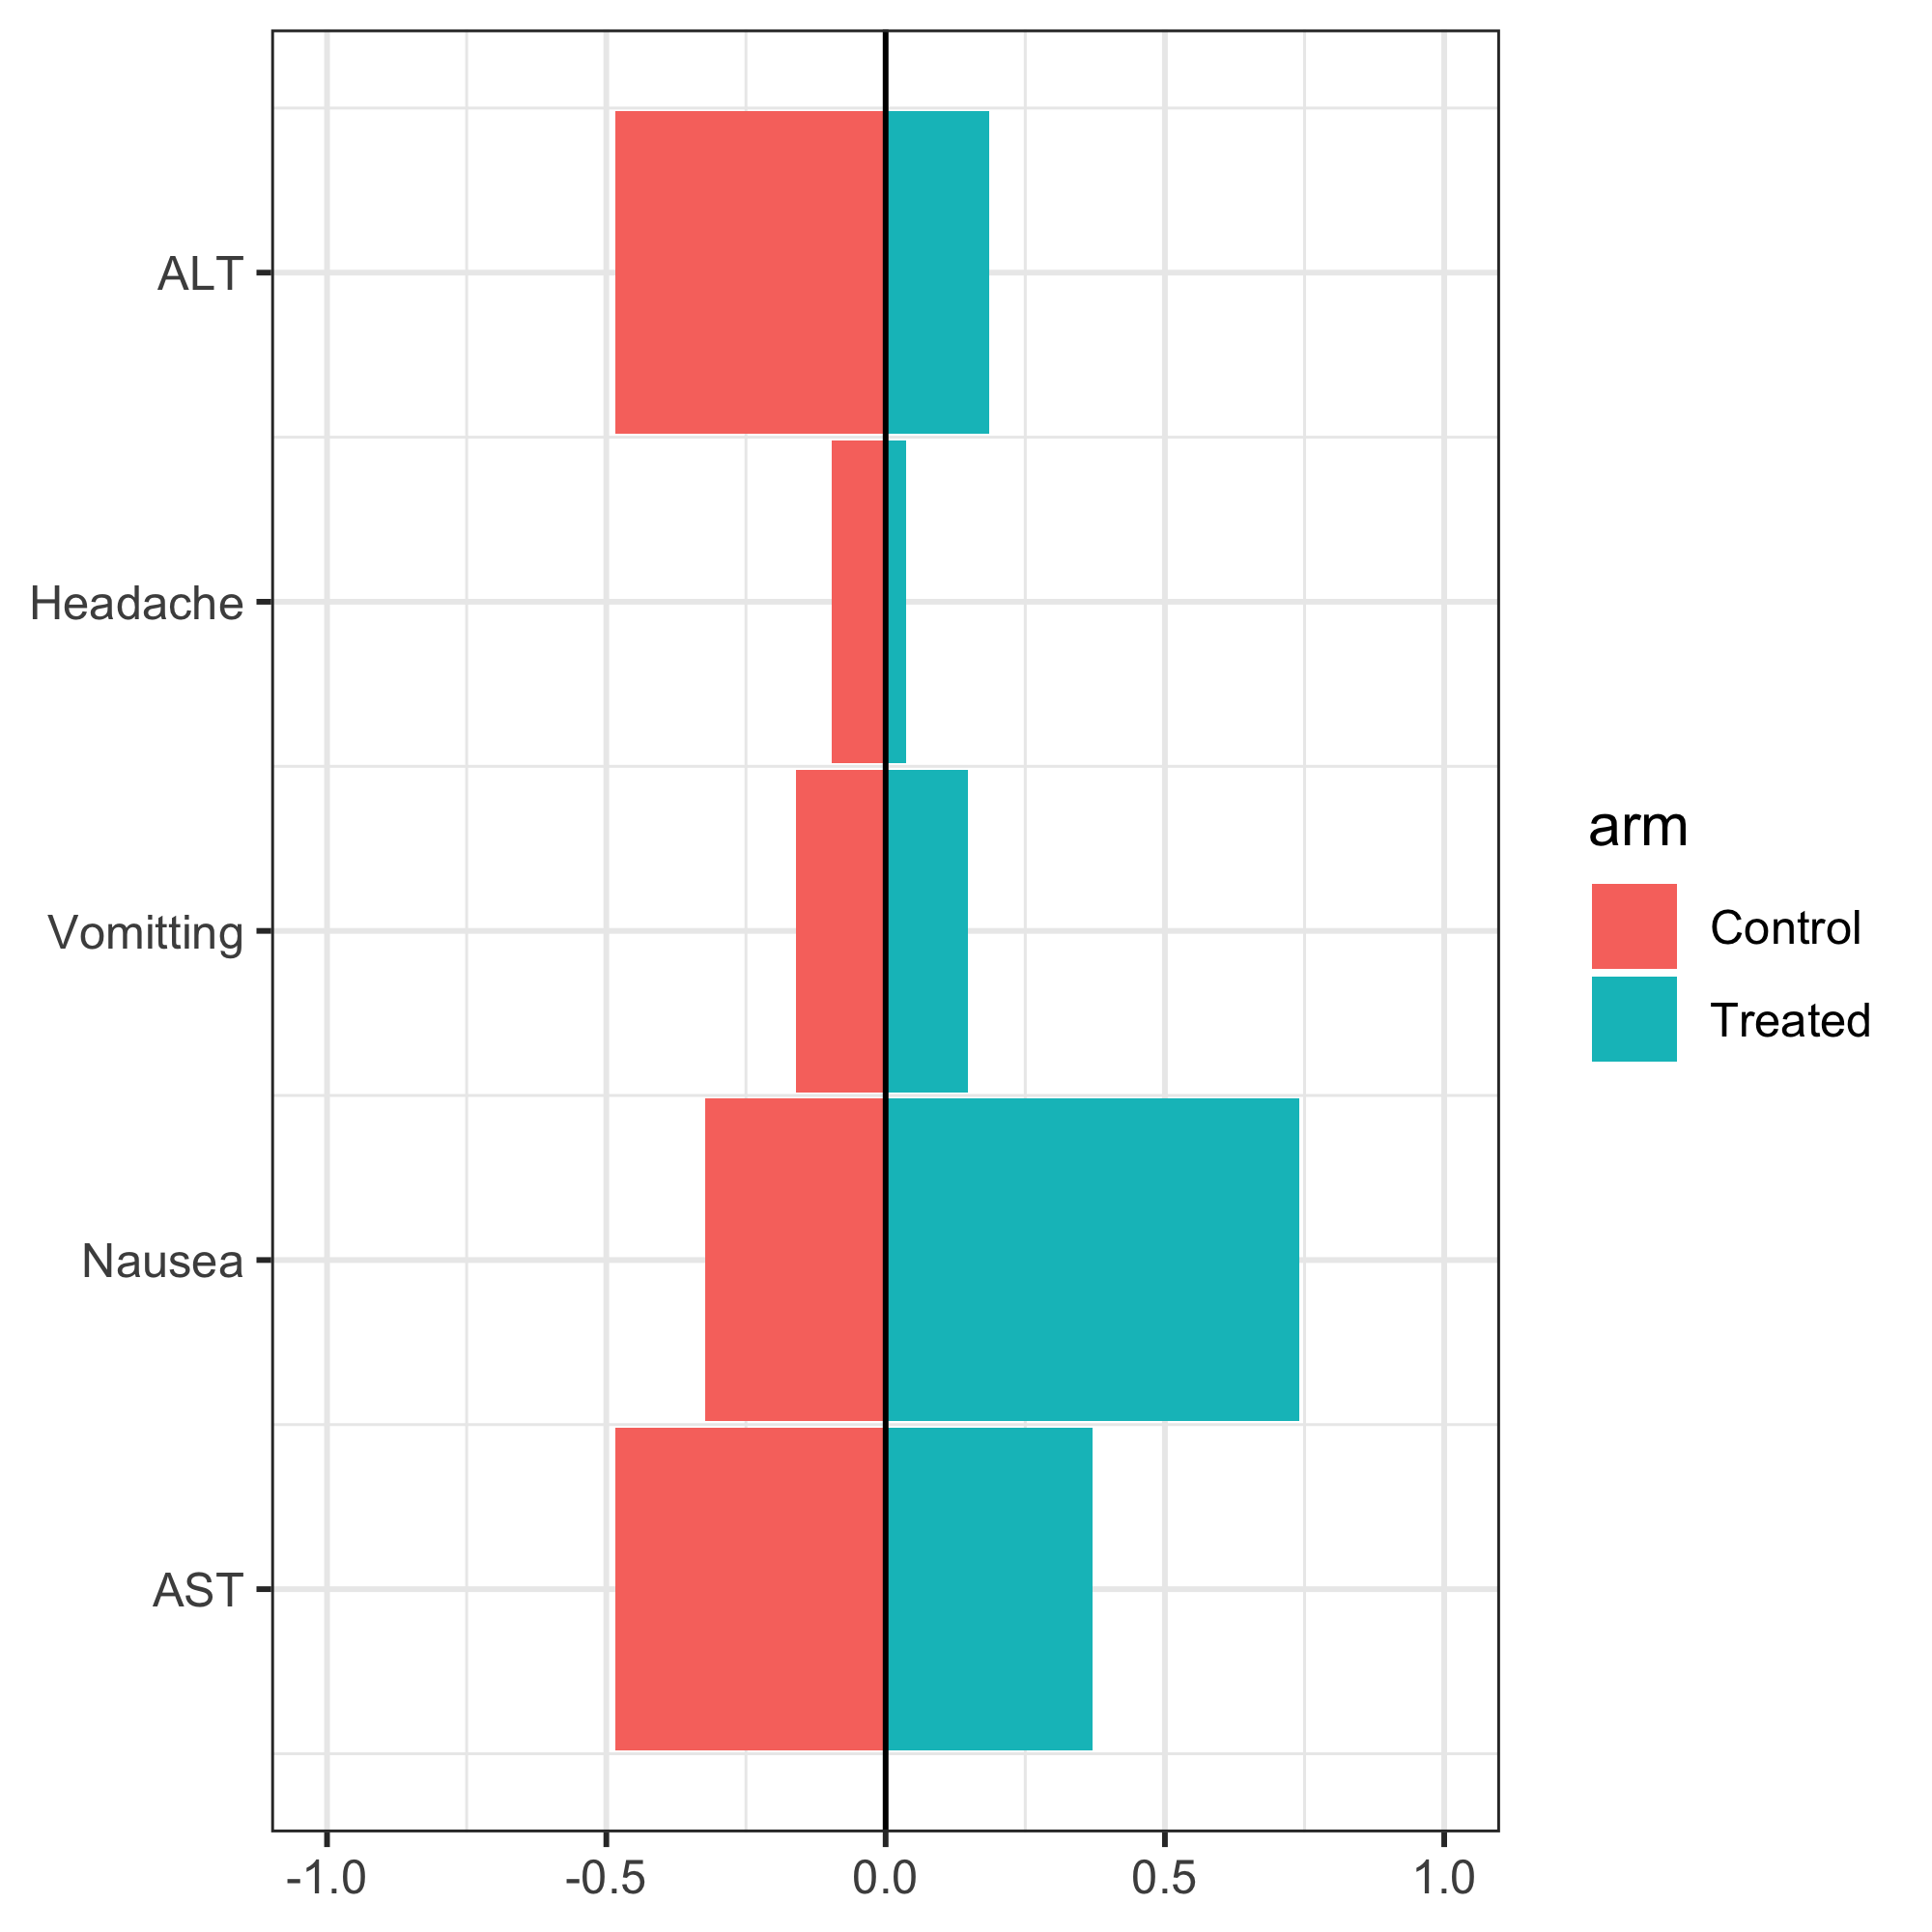 ALT
Headache
Vomitting
Nausea
AST
-1.0 -0.5 0.0 0.5 1.0
arm
Control
Treated